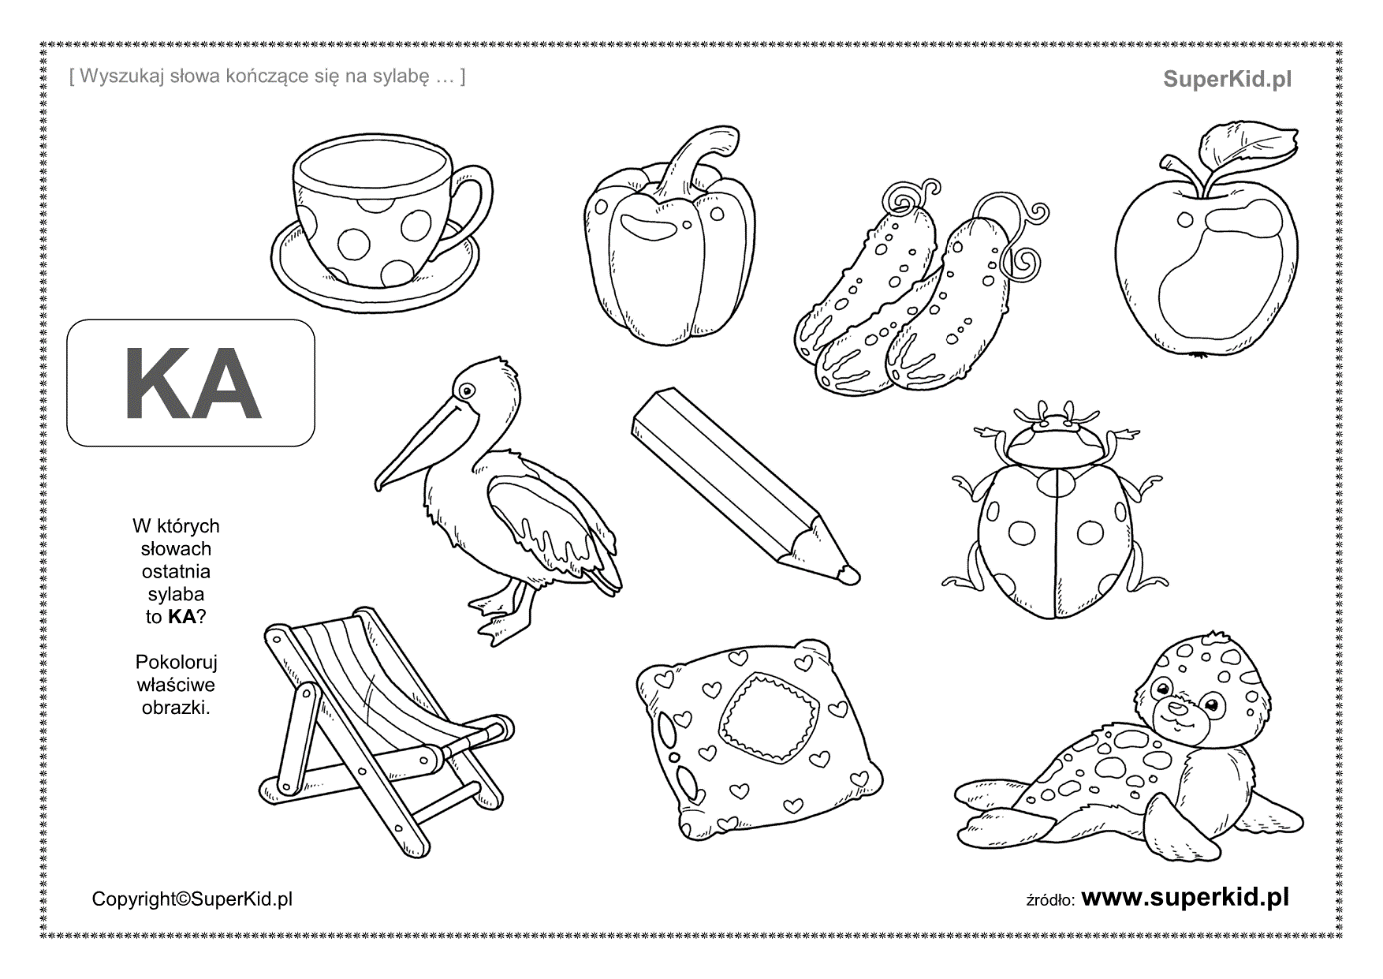 [ Wyszukaj słowa kończące się na sylabę ... ]
SuperKid.pl
KA
W których
słowach
ostatnia
sylaba
to KA?
Pokoloruj
właściwe
obrazki.
Copyright©SuperKid.pl
źródło: www.superkid.pl